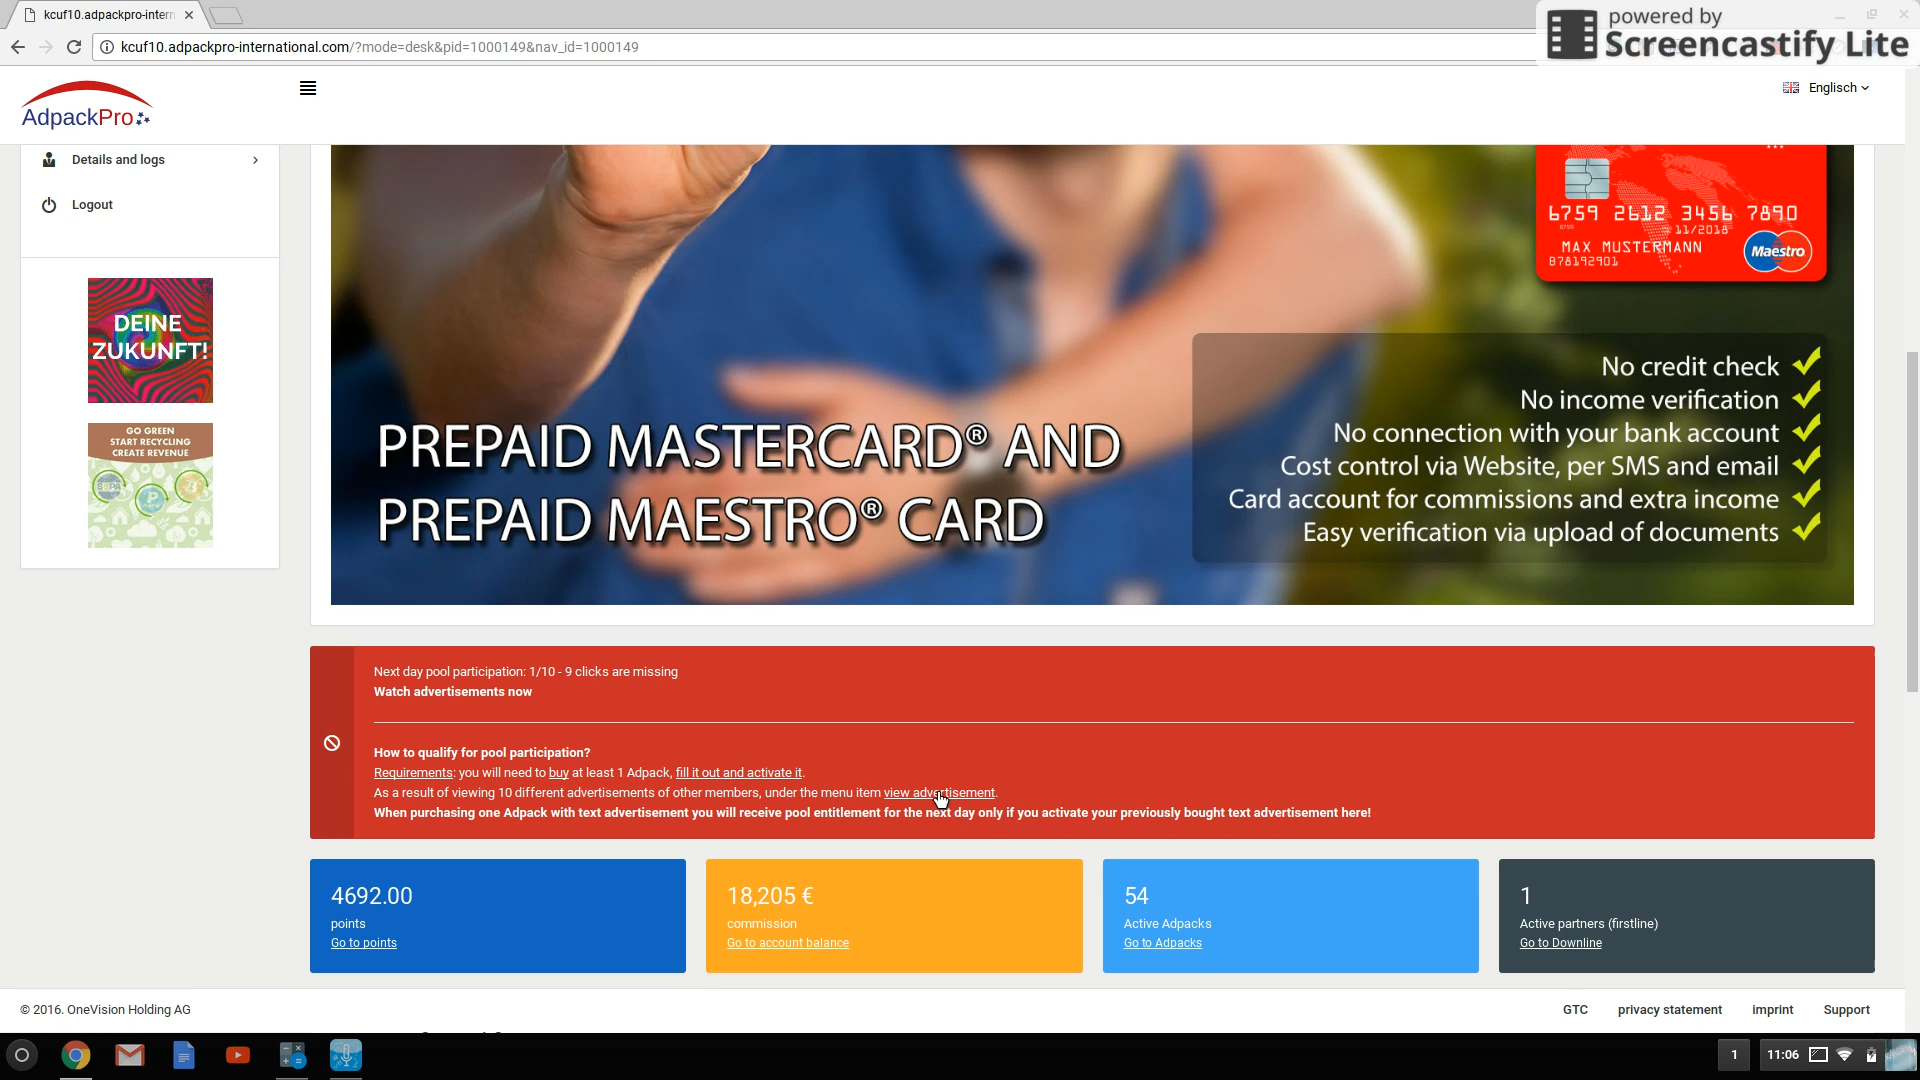 kcuf10.adpackpro-intern
powered by
Screencastify Lite
kcuf10.adpackpro-international.com/?mode=desk&pid=1000149&nav_id=1000149
AdpackPro
Englisch
Details and logs
Logout
DEINE
ZUKUNFT!
GO GREEN
START RECYCLING
CREATE REVENUE
6759 2612 3456 7890
11/2018
MAX MUSTERMANN
B78192901
Maestro
No credit check
No income verification
No connection with your bank account
Cost control via Website, per SMS and email
Card account for commissions and extra income
Easy verification via upload of documents
PREPAID MASTERCARD® AND
PREPAID MAESTRO® CARD
Next day pool participation: 1/10 - 9 clicks are missing
Watch advertisements now
How to qualify for pool participation?
Requirements: you will need to buy at least 1 Adpack, fill it out and activate it.
As a result of viewing 10 different advertisements of other members, under the menu item view advertisement.
When purchasing one Adpack with text advertisement you will receive pool entitlement for the next day only if you activate your previously bought text advertisement here!
4692.00
points
Go to points
18,205 €
commission
Go to account balance
54
Active Adpacks
Go to Adpacks
1
Active partners (firstline)
Go to Downline
© 2016. OneVision Holding AG
GTC
privacy statement
imprint
Support
1
11:06